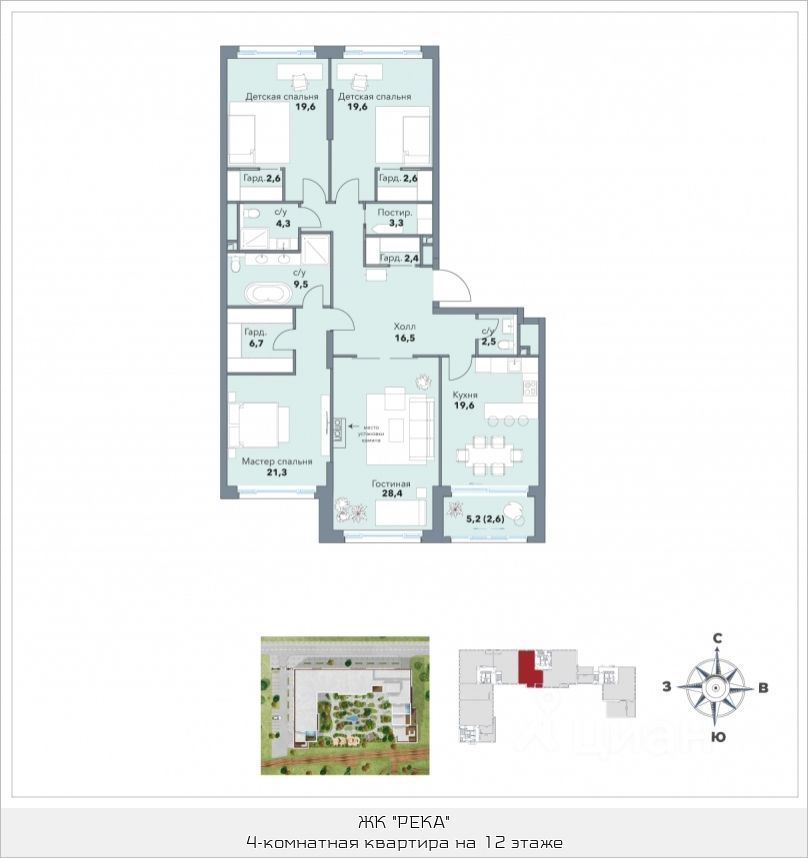 Детская спальня
19,6
Детская спальня
19,6
Гард. 2,6
Гард. 2,6
с/у
4,3
Постир.
3,3
Гард. 2,4
с/у
9,5
Холл
16,5
с/у
2,5
Гард.
6,7
Кухня
19,6
место
установки
камина
Мастер спальня
21,3
Гостиная
28,4
5,2 (2,6)
С
З
В
Ю
циан
ЖК "РЕКА"
4-комнатная квартира на 12 этаже